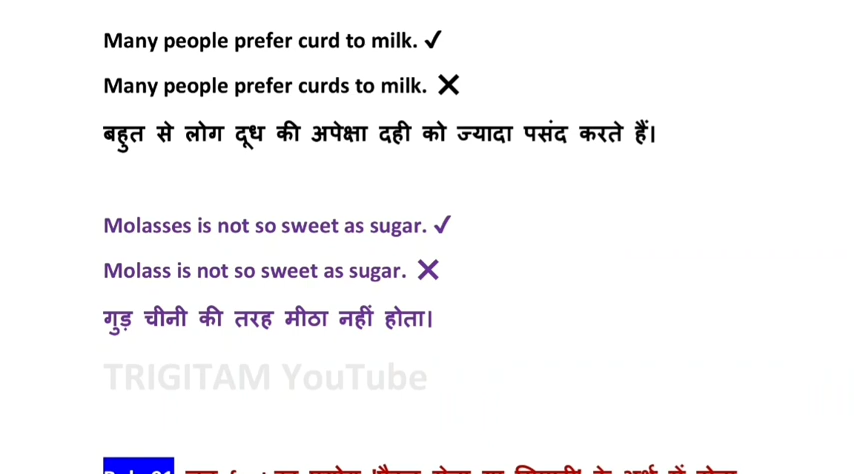 Many people prefer curd to milk. ✓
Many people prefer curds to milk. ✕
बहुत से लोग दूध की अपेक्षा दही को ज्यादा पसंद करते हैं।
Molasses is not so sweet as sugar. ✓
Molass is not so sweet as sugar. ✕
गुड़ चीनी की तरह मीठा नहीं होता।
TRIGITAM YouTube